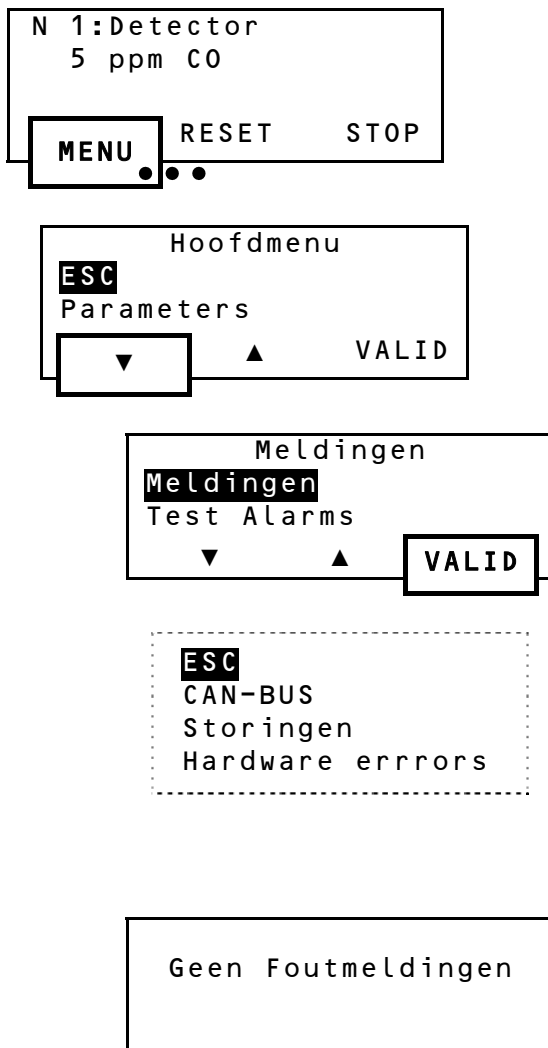 N 1:Detector
5 ppm CO
MENU RESET STOP
Hoofdmenu
ESC
Parameters
▼ ▲ VALID
Meldingen
Meldingen
Test Alarms
▼ ▲ VALID
ESC
CAN-BUS
Storingen
Hardware errrors
Geen Foutmeldingen